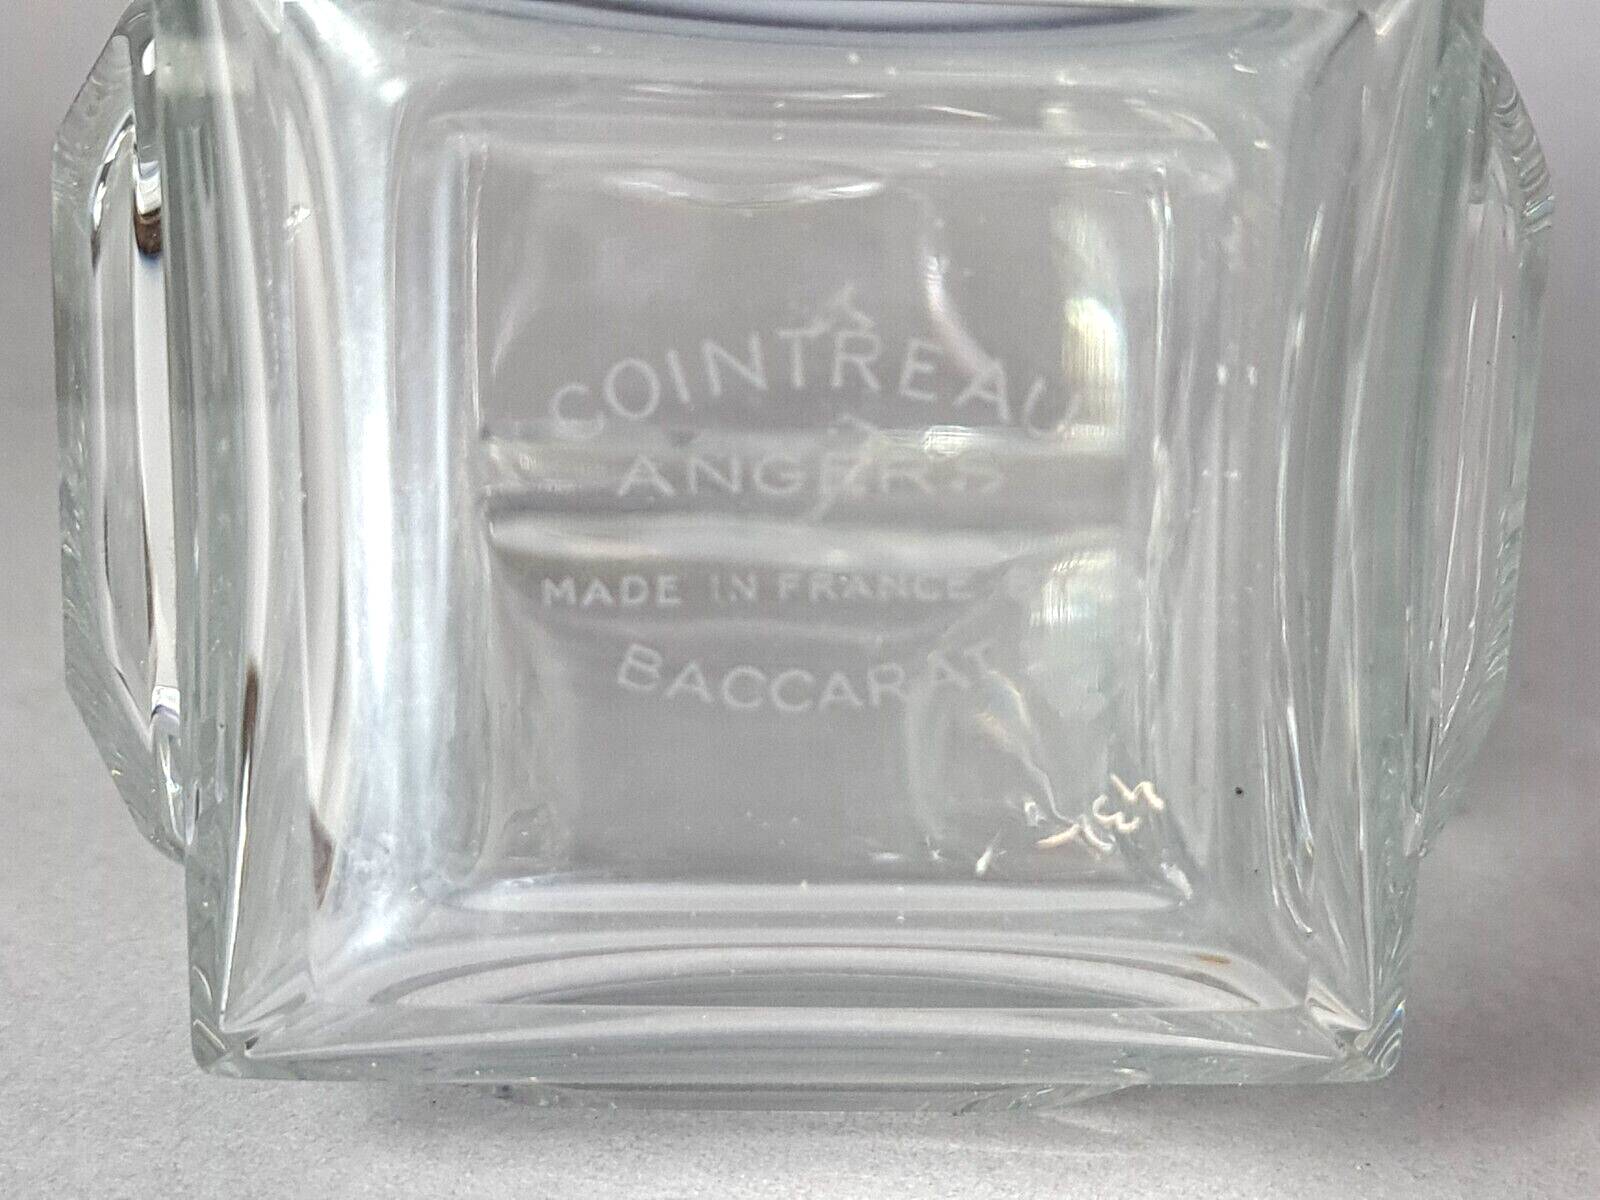 COINTREAU
ANGERS
MADE IN FRANCE
BACCARAT